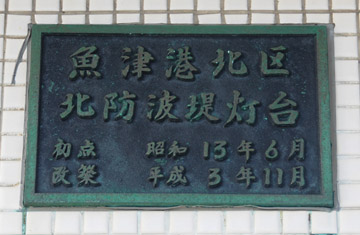 魚津港北区
北防波堤灯台
初点 昭和 13年6月
改築 平成 3年11月